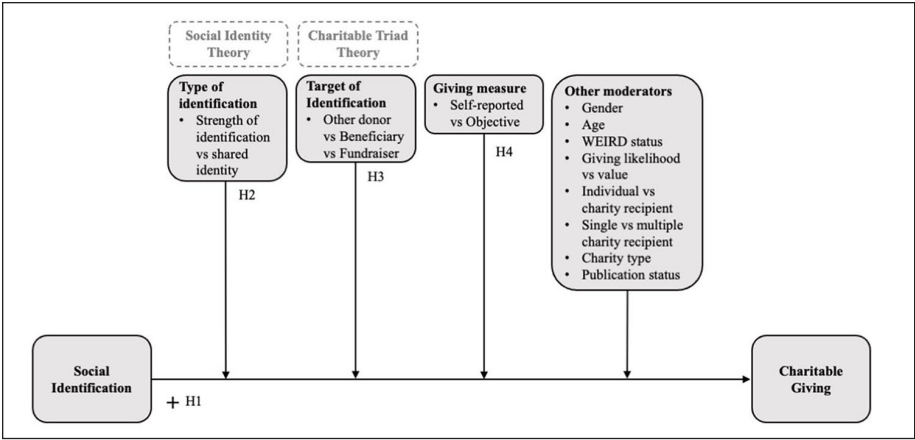 Social Identity
Theory
Charitable Triad
Theory
Type of
identification
• Strength of
identification
vs shared
identity
Target of
Identification
• Other donor
vs Beneficiary
vs Fundraiser
Giving measure
• Self-reported
vs Objective
Other moderators
• Gender
• Age
• WEIRD status
• Giving likelihood
vs value
• Individual vs
charity recipient
• Single vs multiple
charity recipient
• Charity type
• Publication status
H2
H3
H4
Social
Identification
+ H1
Charitable
Giving